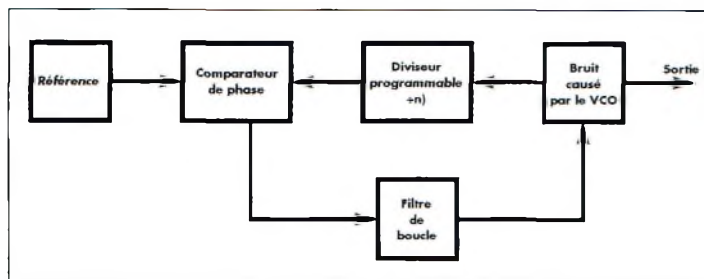 Référence
Comparateur
de phase
Diviseur
programmable
÷n)
Bruit
causé
par le VCO
Sortie
Filtre
de
boucle